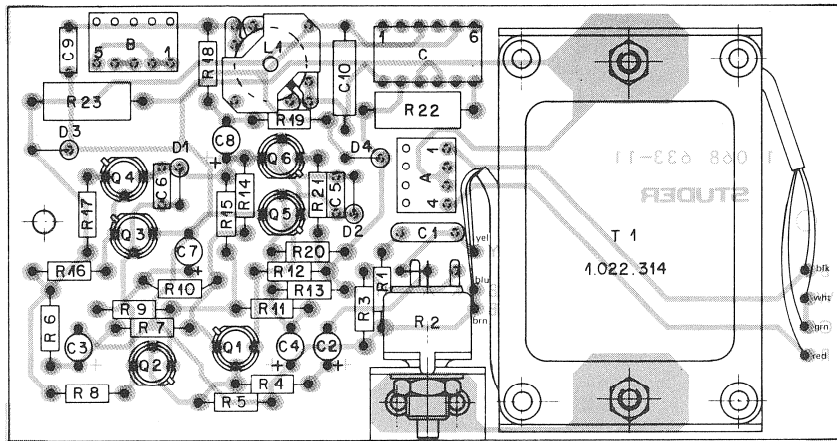 C9
5 B 1
R18
L1
C10
1 C 6
R23
R19
R22
D3
C8
D1
Q6
D4
1 A 4
1 068 633-11
STUDER
Q4
C6
R15
R14
R21
C5
R17
Q5
D2
Q3
C7
C1
yel
T 1
1.022.314
R20
R16
R10
R12
R13
R1
R3
blu
brn
blk
wht
grn
red
R6
R9
R11
R7
R2
C3
Q2
Q1
C4
C2
R8
R4
R5